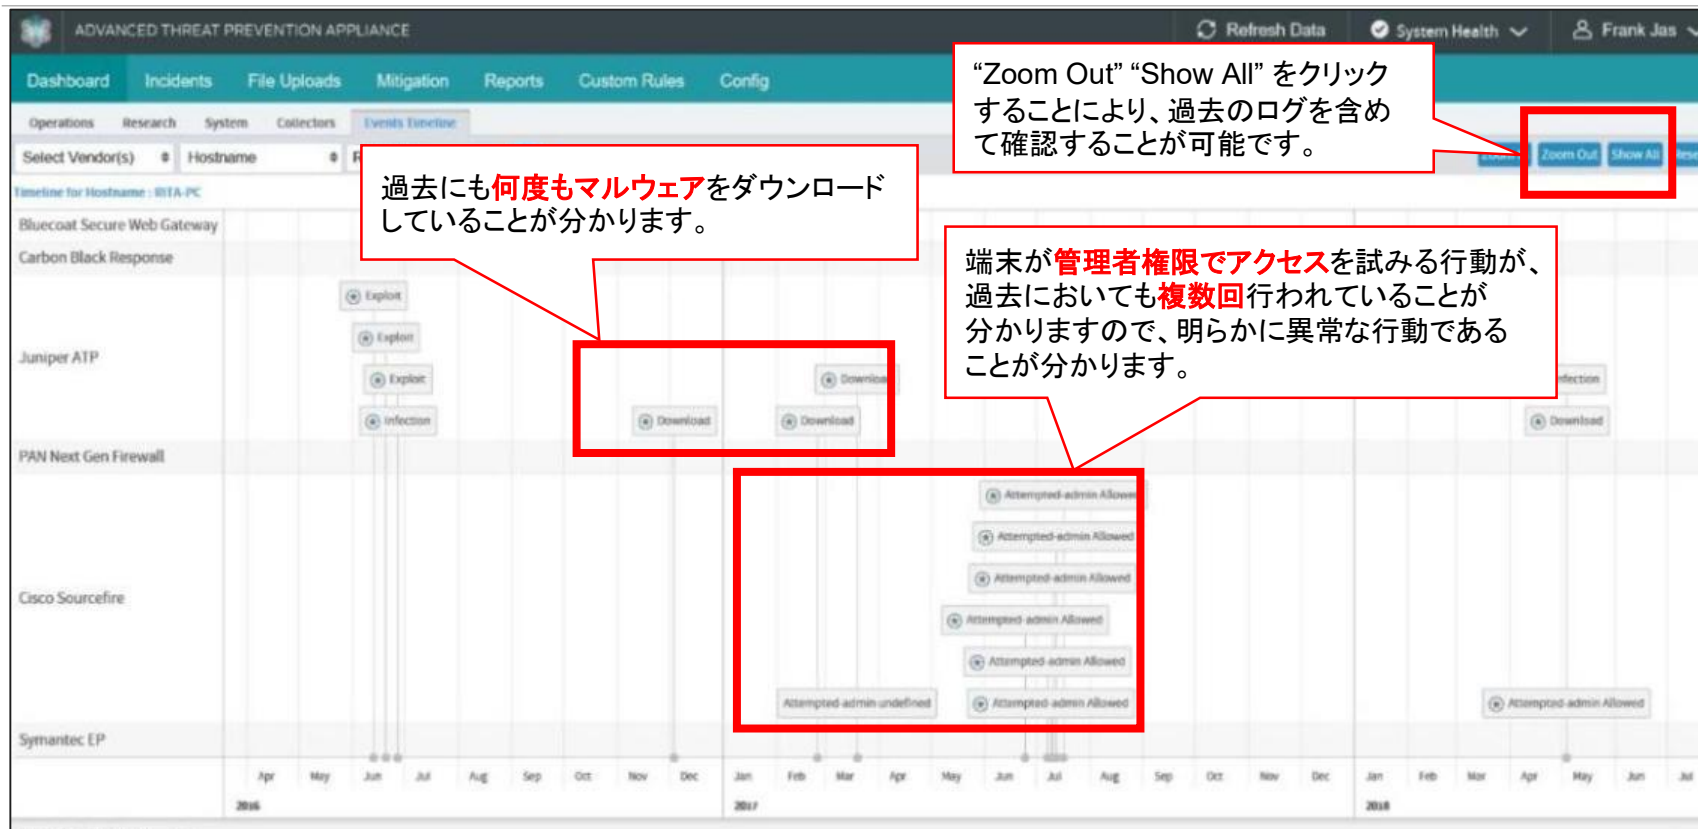 ADVANCED THREAT PREVENTION APPLIANCE
Refresh Data
System Health
Frank Jas
Dashboard
Incidents
File Uploads
Mitigation
Reports
Custom Rules
Config
“Zoom Out” “Show All” をクリック
することにより、過去のログを含め
て確認することが可能です。
Operations
Research
System
Collectors
Events Timeline
Select Vendor(s)
Hostname
Zoom Out
Show All
Timeline for Hostname : RITA-PC
過去にも何度もマルウェアをダウンロード
していることが分かります。
端末が管理者権限でアクセスを試みる行動が、
過去においても複数回行われていることが
分かりますので、明らかに異常な行動である
ことが分かります。
Bluecoat Secure Web Gateway
Carbon Black Response
Juniper ATP
Exploit
Exploit
Exploit
Download
Infection
Infection
Download
Download
Download
PAN Next Gen Firewall
Cisco Sourcefire
Attempted-admin Allowed
Attempted-admin Allowed
Attempted-admin Allowed
Attempted-admin Allowed
Attempted-admin Allowed
Attempted-admin undefined
Attempted-admin Allowed
Attempted-admin Allowed
Symantec EP
Apr May Jun Jul Aug Sep Oct Nov Dec Jan Feb Mar Apr May Jun Jul Aug Sep Oct Nov Dec Jan Feb Mar Apr May Jun Jul
2016 2017 2018